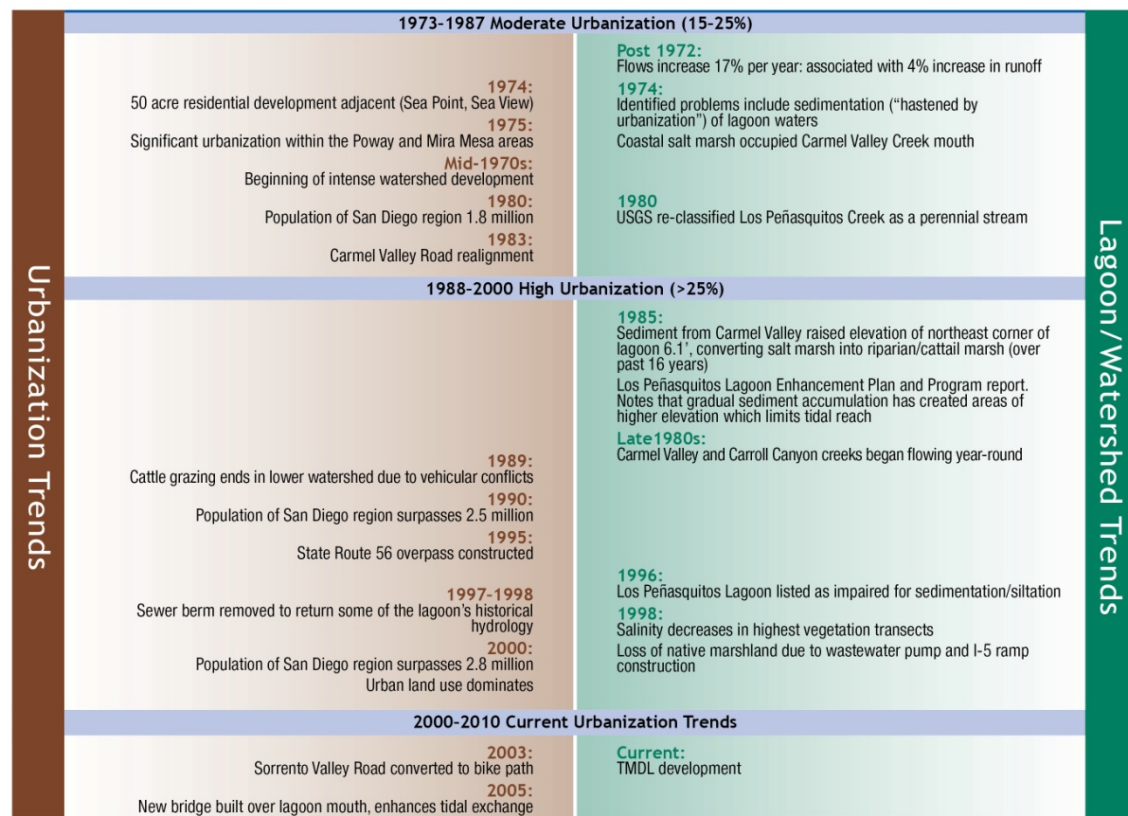 Urbanization Trends
Lagoon/Watershed Trends
1973-1987 Moderate Urbanization (15-25%)
1974:
50 acre residential development adjacent (Sea Point, Sea View)
1975:
Significant urbanization within the Poway and Mira Mesa areas
Mid-1970s:
Beginning of intense watershed development
1980:
Population of San Diego region 1.8 million
1983:
Carmel Valley Road realignment
Post 1972:
Flows increase 17% per year: associated with 4% increase in runoff
1974:
Identified problems include sedimentation (“hastened by
urbanization”) of lagoon waters
Coastal salt marsh occupied Carmel Valley Creek mouth
1980
USGS re-classified Los Peñasquitos Creek as a perennial stream
1988-2000 High Urbanization (>25%)
1989:
Cattle grazing ends in lower watershed due to vehicular conflicts
1990:
Population of San Diego region surpasses 2.5 million
1995:
State Route 56 overpass constructed
1997-1998
Sewer berm removed to return some of the lagoon’s historical
hydrology
2000:
Population of San Diego region surpasses 2.8 million
Urban land use dominates
1985:
Sediment from Carmel Valley raised elevation of northeast corner of
lagoon 6.1’, converting salt marsh into riparian/cattail marsh (over
past 16 years)
Los Peñasquitos Lagoon Enhancement Plan and Program report.
Notes that gradual sediment accumulation has created areas of
higher elevation which limits tidal reach
Late1980s:
Carmel Valley and Carroll Canyon creeks began flowing year-round
1996:
Los Peñasquitos Lagoon listed as impaired for sedimentation/siltation
1998:
Salinity decreases in highest vegetation transects
Loss of native marshland due to wastewater pump and I-5 ramp
construction
2000-2010 Current Urbanization Trends
2003:
Sorrento Valley Road converted to bike path
2005:
New bridge built over lagoon mouth, enhances tidal exchange
Current:
TMDL development